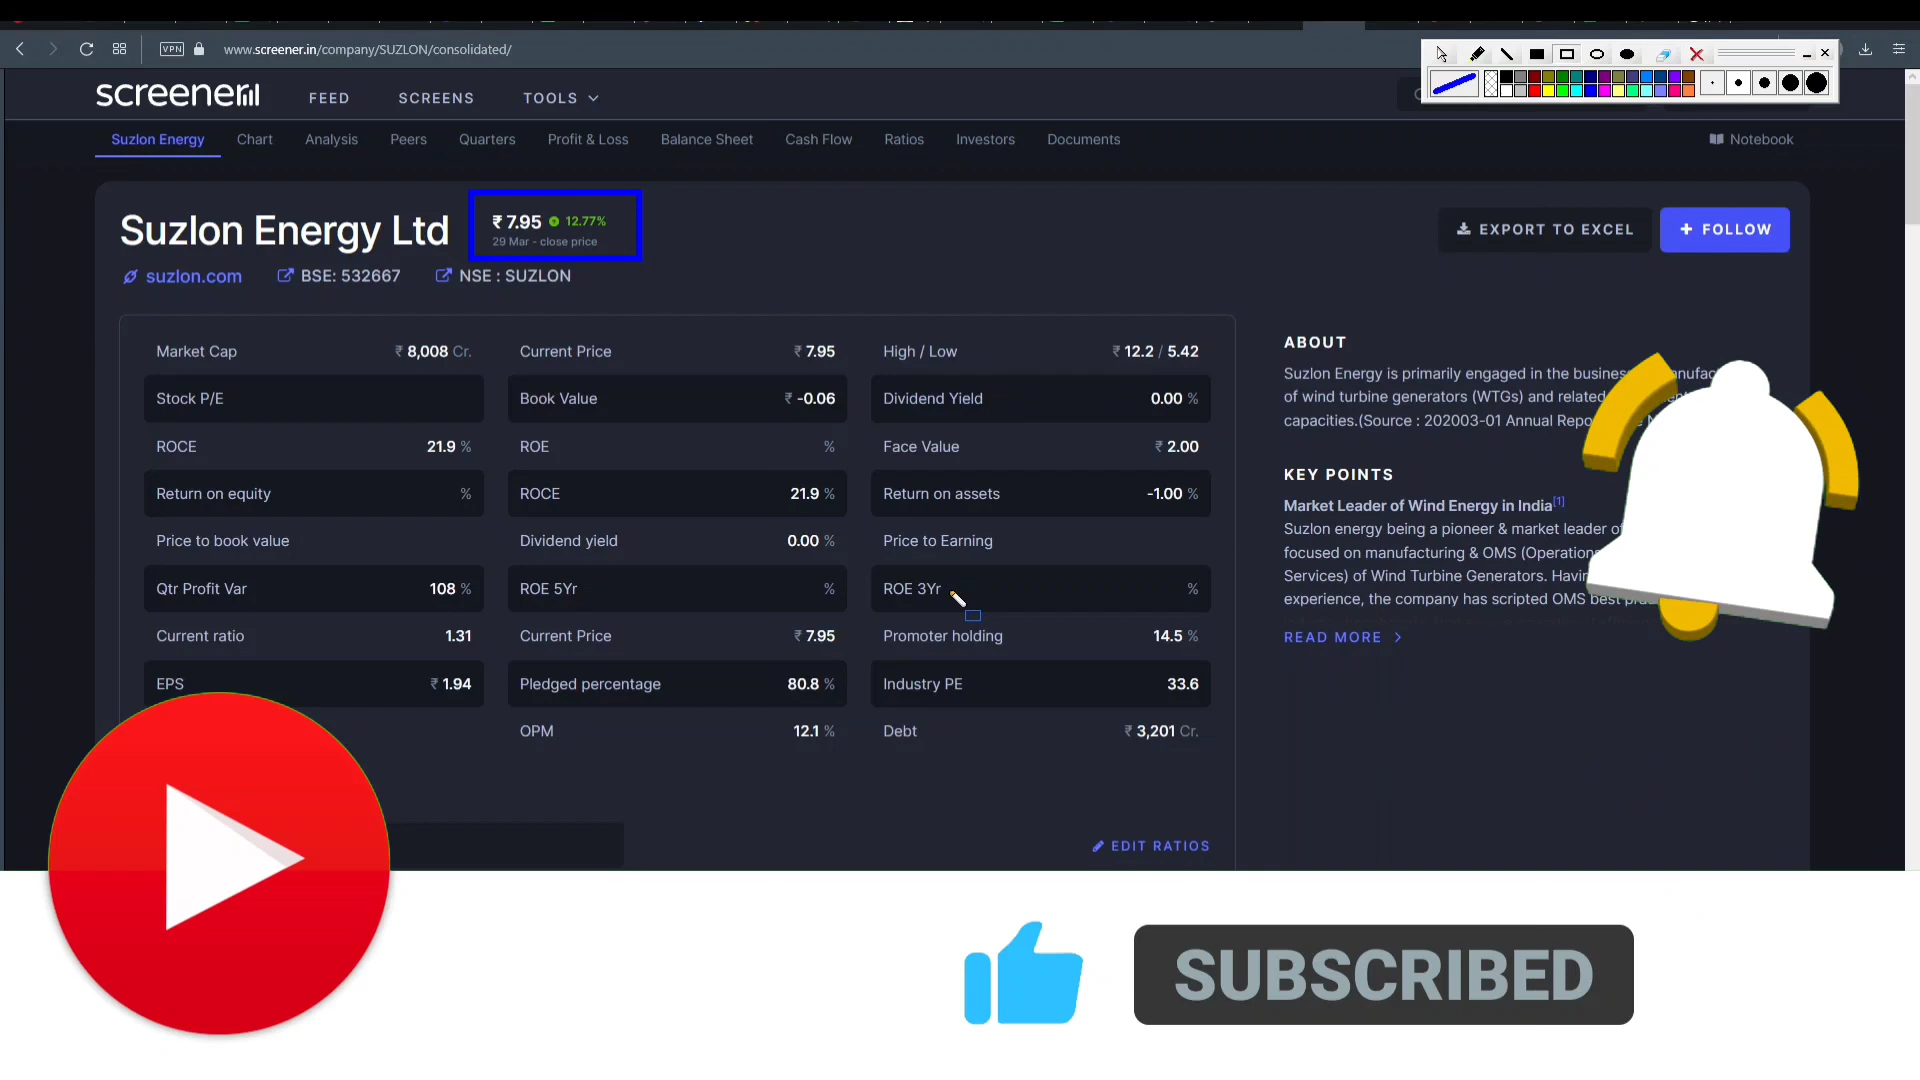 VPN www.screener.in/company/SUZLON/consolidated/
screener FEED SCREENS TOOLS
Suzlon Energy Chart Analysis Peers Quarters Profit & Loss Balance Sheet Cash Flow Ratios Investors Documents Notebook
Suzlon Energy Ltd ₹ 7.95 12.77%
29 Mar - close price
EXPORT TO EXCEL + FOLLOW
suzlon.com BSE: 532667 NSE : SUZLON
Market Cap ₹ 8,008 Cr. Current Price ₹ 7.95 High / Low ₹ 12.2 / 5.42
Stock P/E Book Value ₹ -0.06 Dividend Yield 0.00 %
ROCE 21.9 % ROE % Face Value ₹ 2.00
Return on equity % ROCE 21.9 % Return on assets -1.00 %
Price to book value Dividend yield 0.00 % Price to Earning
Qtr Profit Var 108 % ROE 5Yr % ROE 3Yr %
Current ratio 1.31 Current Price ₹ 7.95 Promoter holding 14.5 %
EPS ₹ 1.94 Pledged percentage 80.8 % Industry PE 33.6
OPM 12.1 % Debt ₹ 3,201 Cr.
EDIT RATIOS
ABOUT
Suzlon Energy is primarily engaged in the business
of wind turbine generators (WTGs) and related
capacities.(Source : 202003-01 Annual
KEY POINTS
Market Leader of Wind Energy in India[1]
Suzlon energy being a pioneer & market leader
focused on manufacturing & OMS (Operations
Services) of Wind Turbine Generators.
experience, the company has scripted OMS best
READ MORE
SUBSCRIBED